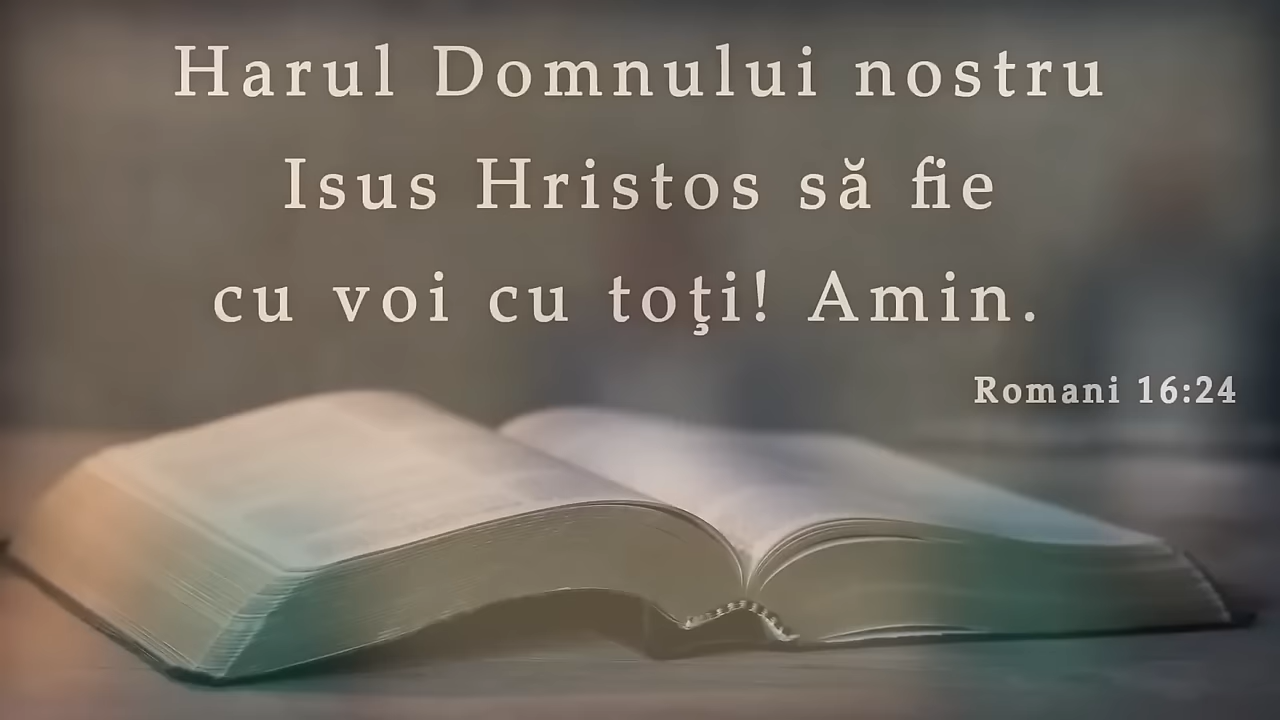 Harul Domnului nostru
Isus Hristos să fie
cu voi cu toţi! Amin.
Romani 16:24